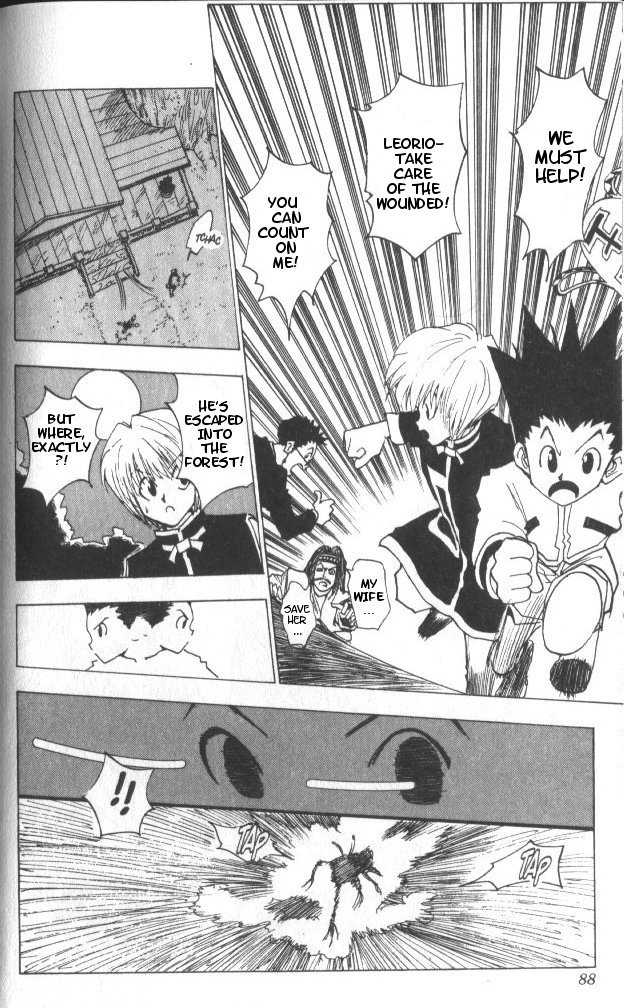 WE
MUST
HELP!
LEORIO-
TAKE
CARE
OF THE
WOUNDED!
YOU
CAN
COUNT
ON
ME!
MY
WIFE
...
SAVE
HER
...
TCHAC
HE'S
ESCAPED
INTO
THE
FOREST!
BUT
WHERE,
EXACTLY
?!
!!
TAP
TAP
88